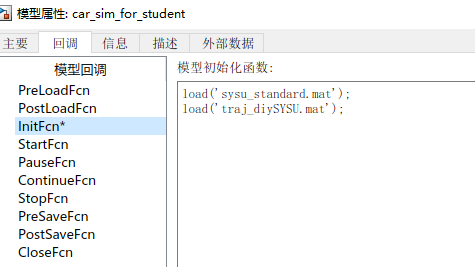 模型属性: car_sim_for_student
主要 回调 信息 描述 外部数据
模型回调
PreLoadFcn
PostLoadFcn
InitFcn*
StartFcn
PauseFcn
ContinueFcn
StopFcn
PreSaveFcn
PostSaveFcn
CloseFcn
模型初始化函数:
load('sysu_standard.mat');
load('traj_diySYSU.mat');